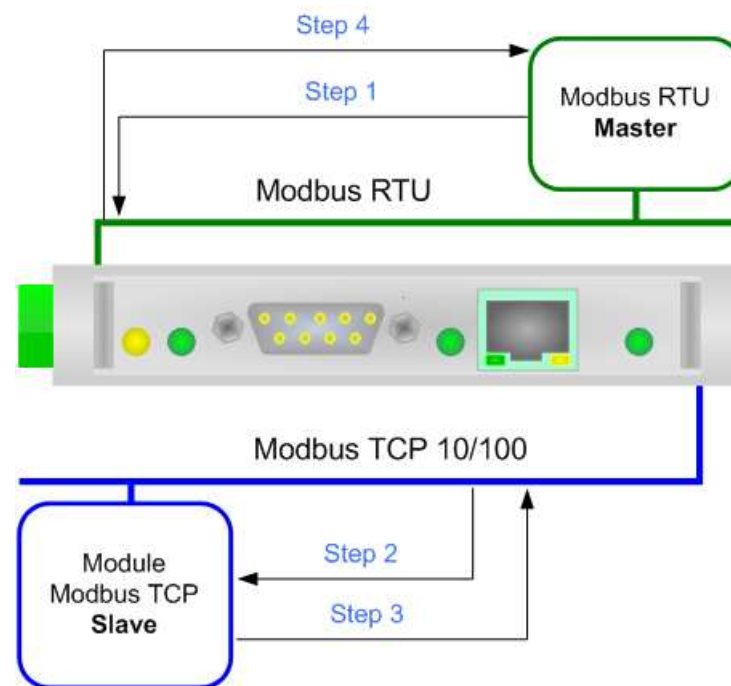 Step 4
Step 1
Modbus RTU
Master
Modbus RTU
Modbus TCP 10/100
Module
Modbus TCP
Slave
Step 2
Step 3